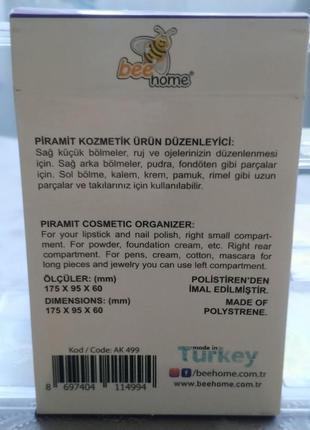 bee
home®
PİRAMİT KOZMETİK ÜRÜN DÜZENLEYİCİ:
Sağ küçük bölmeler, ruj ve ojelerinizin düzenlenmesi
için. Sağ arka bölmeler, pudra, fondöten gibi parçalar
için. Sol bölme, kalem, krem, pamuk, rimel gibi uzun
parçalar ve takılarınız için kullanılabilir.
PIRAMIT COSMETIC ORGANIZER:
For your lipstick and nail polish, right small compart-
ment. For powder, foundation cream, etc. Right rear
compartment. For pens, cream, cotton, mascara for
long pieces and jewelry you can use left compartment.
ÖLÇÜLER: (mm)
175 X 95 X 60
POLİSTİREN'DEN
İMAL EDİLMİŞTİR.
DIMENSIONS: (mm)
175 X 95 X 60
MADE OF
POLYSTRENE.
Kod / Code: AK 499
8 697404 114994
made in
Turkey
/beehome.com.tr
www.beehome.com.tr